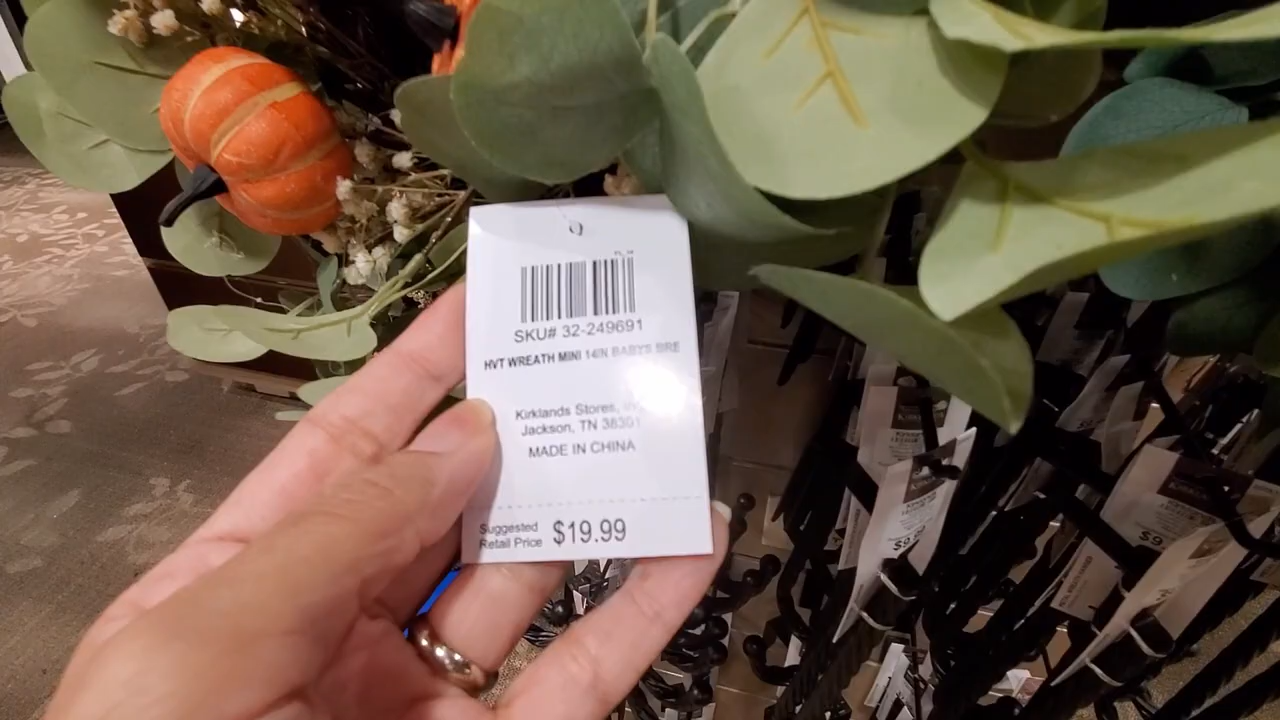 SKU# 32-249691
HVT WREATH MINI 14IN BABYS BRE
Kirklands Stores,
Jackson, TN 38301
MADE IN CHINA
Suggested
Retail Price $19.99